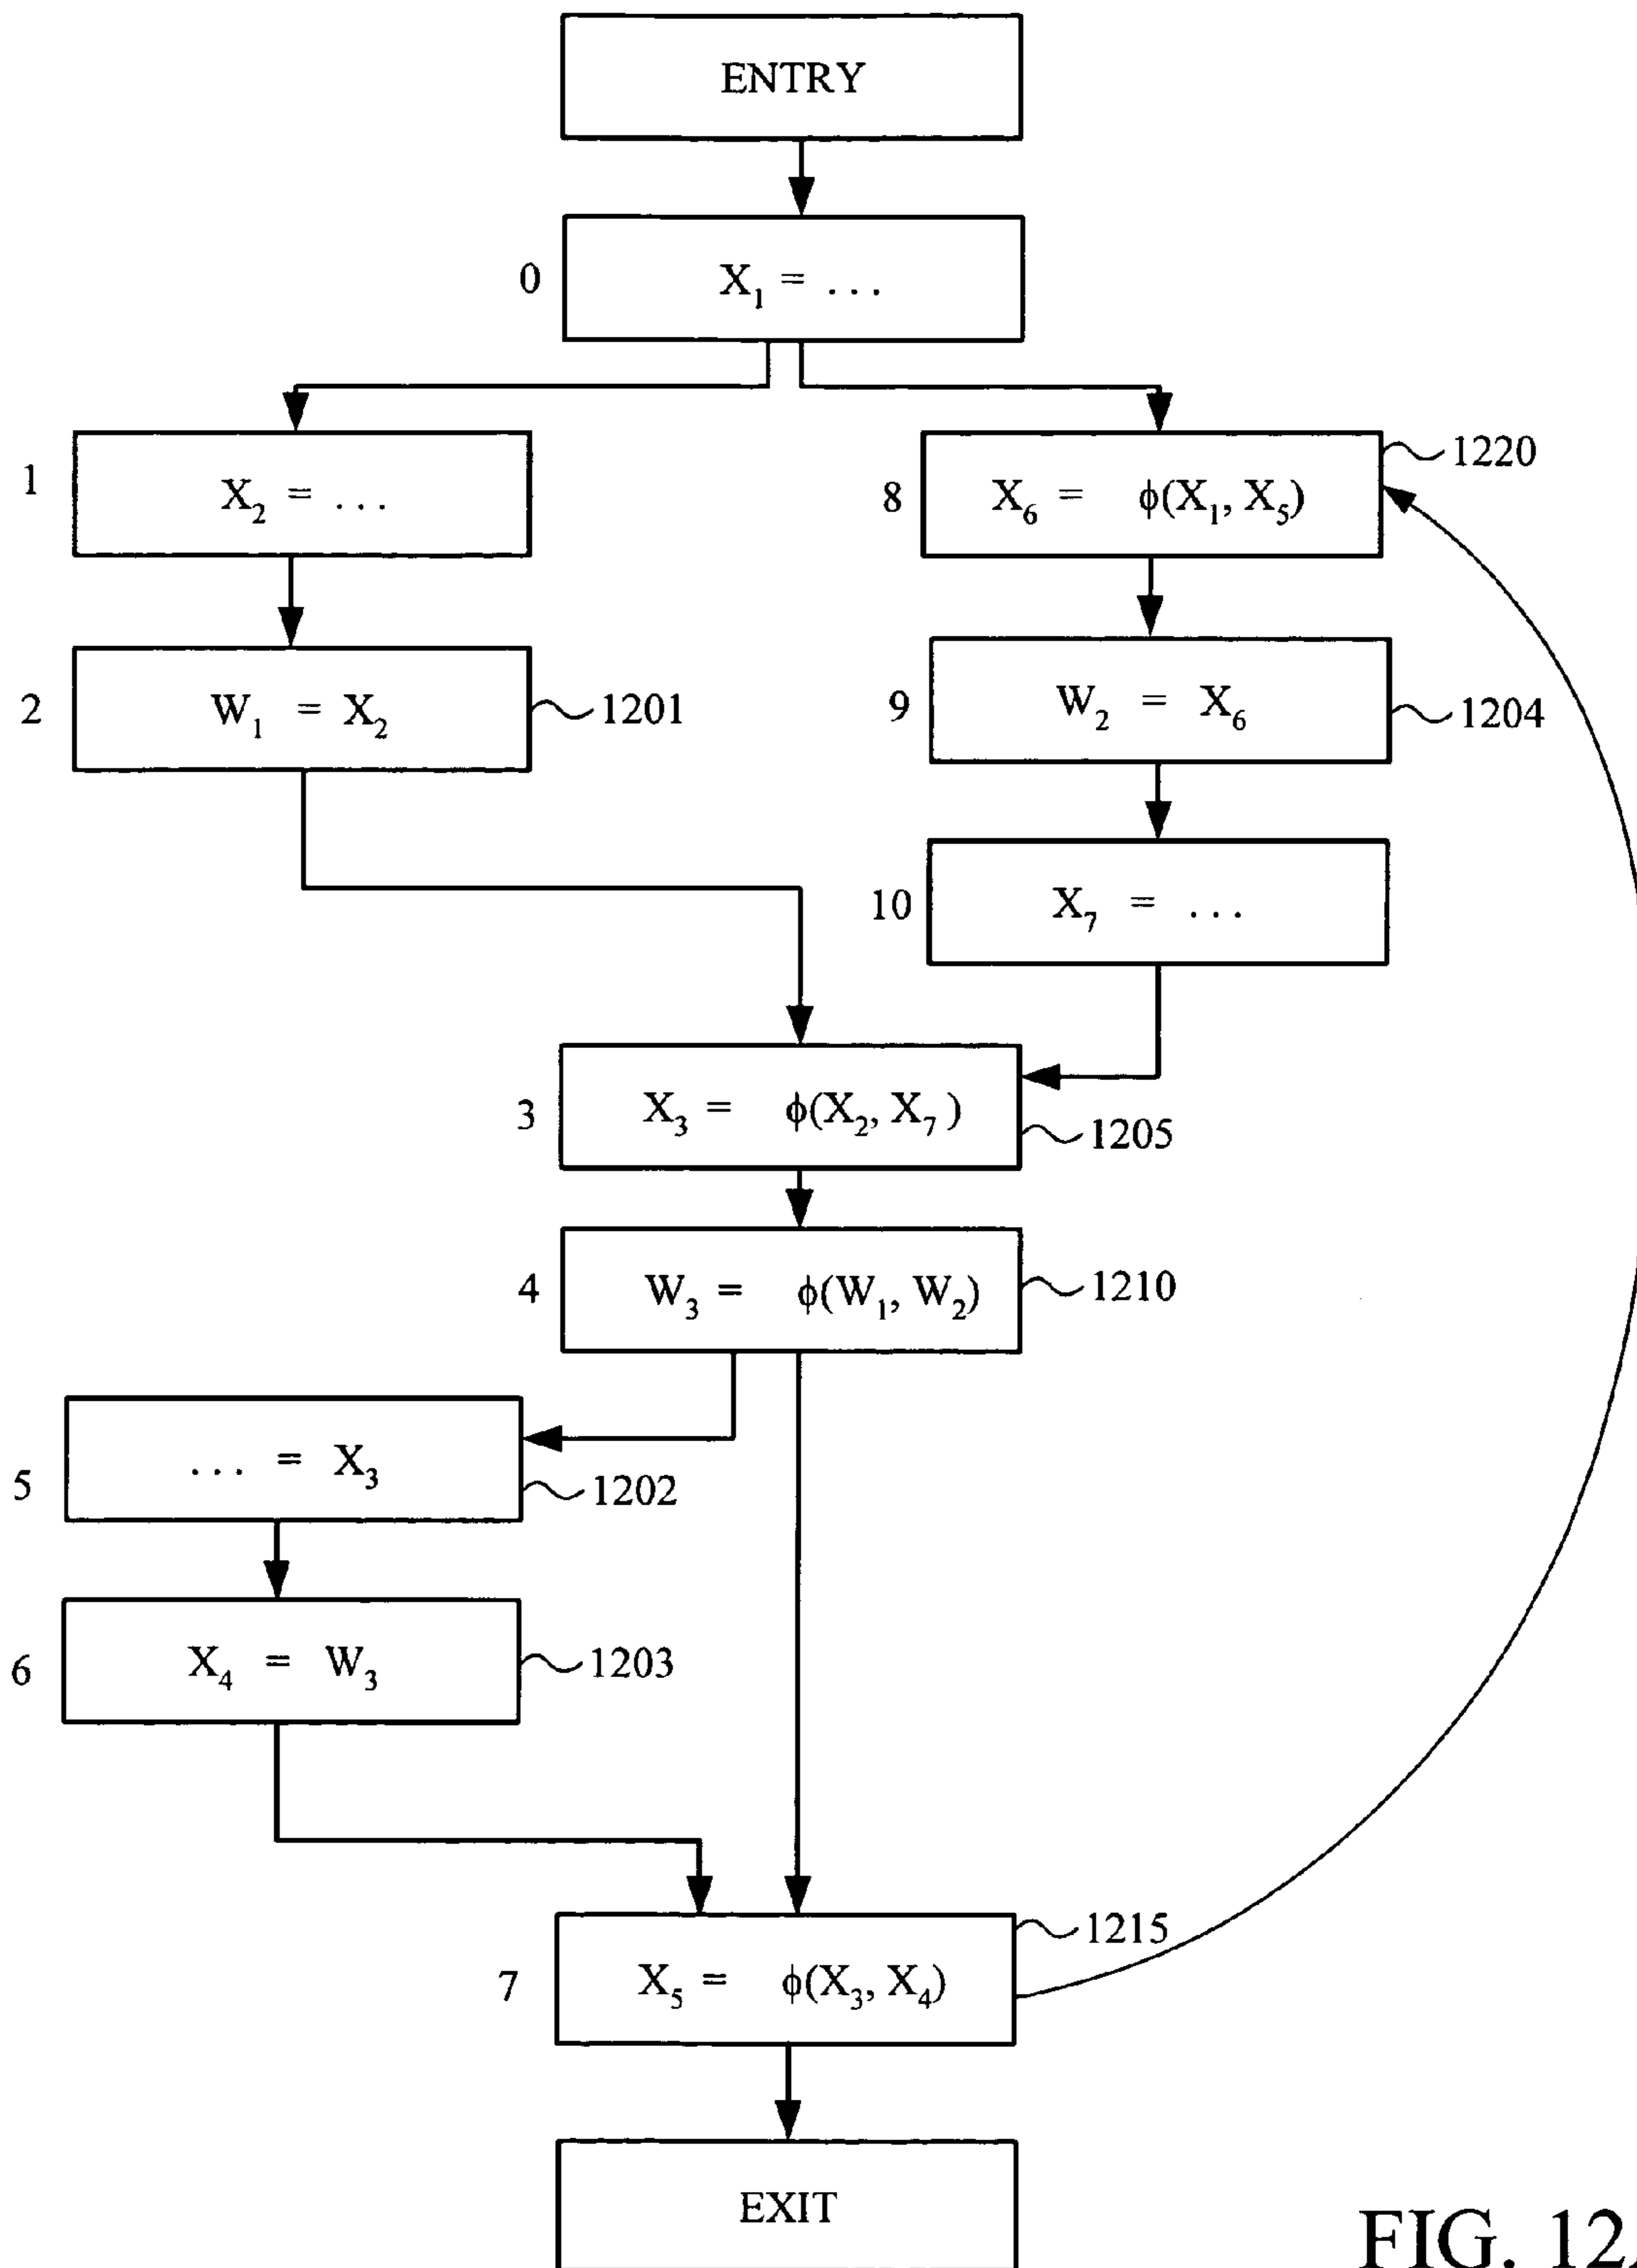 ENTRY
0
X₁ = ...
1
X₂ = ...
8
X₆ = ϕ(X₁, X₅)
1220
2
W₁ = X₂
1201
9
W₂ = X₆
1204
10
X₇ = ...
3
X₃ = ϕ(X₂, X₇ )
1205
4
W₃ = ϕ(W₁, W₂)
1210
5
... = X₃
1202
6
X₄ = W₃
1203
7
X₅ = ϕ(X₃, X₄)
1215
EXIT
FIG.